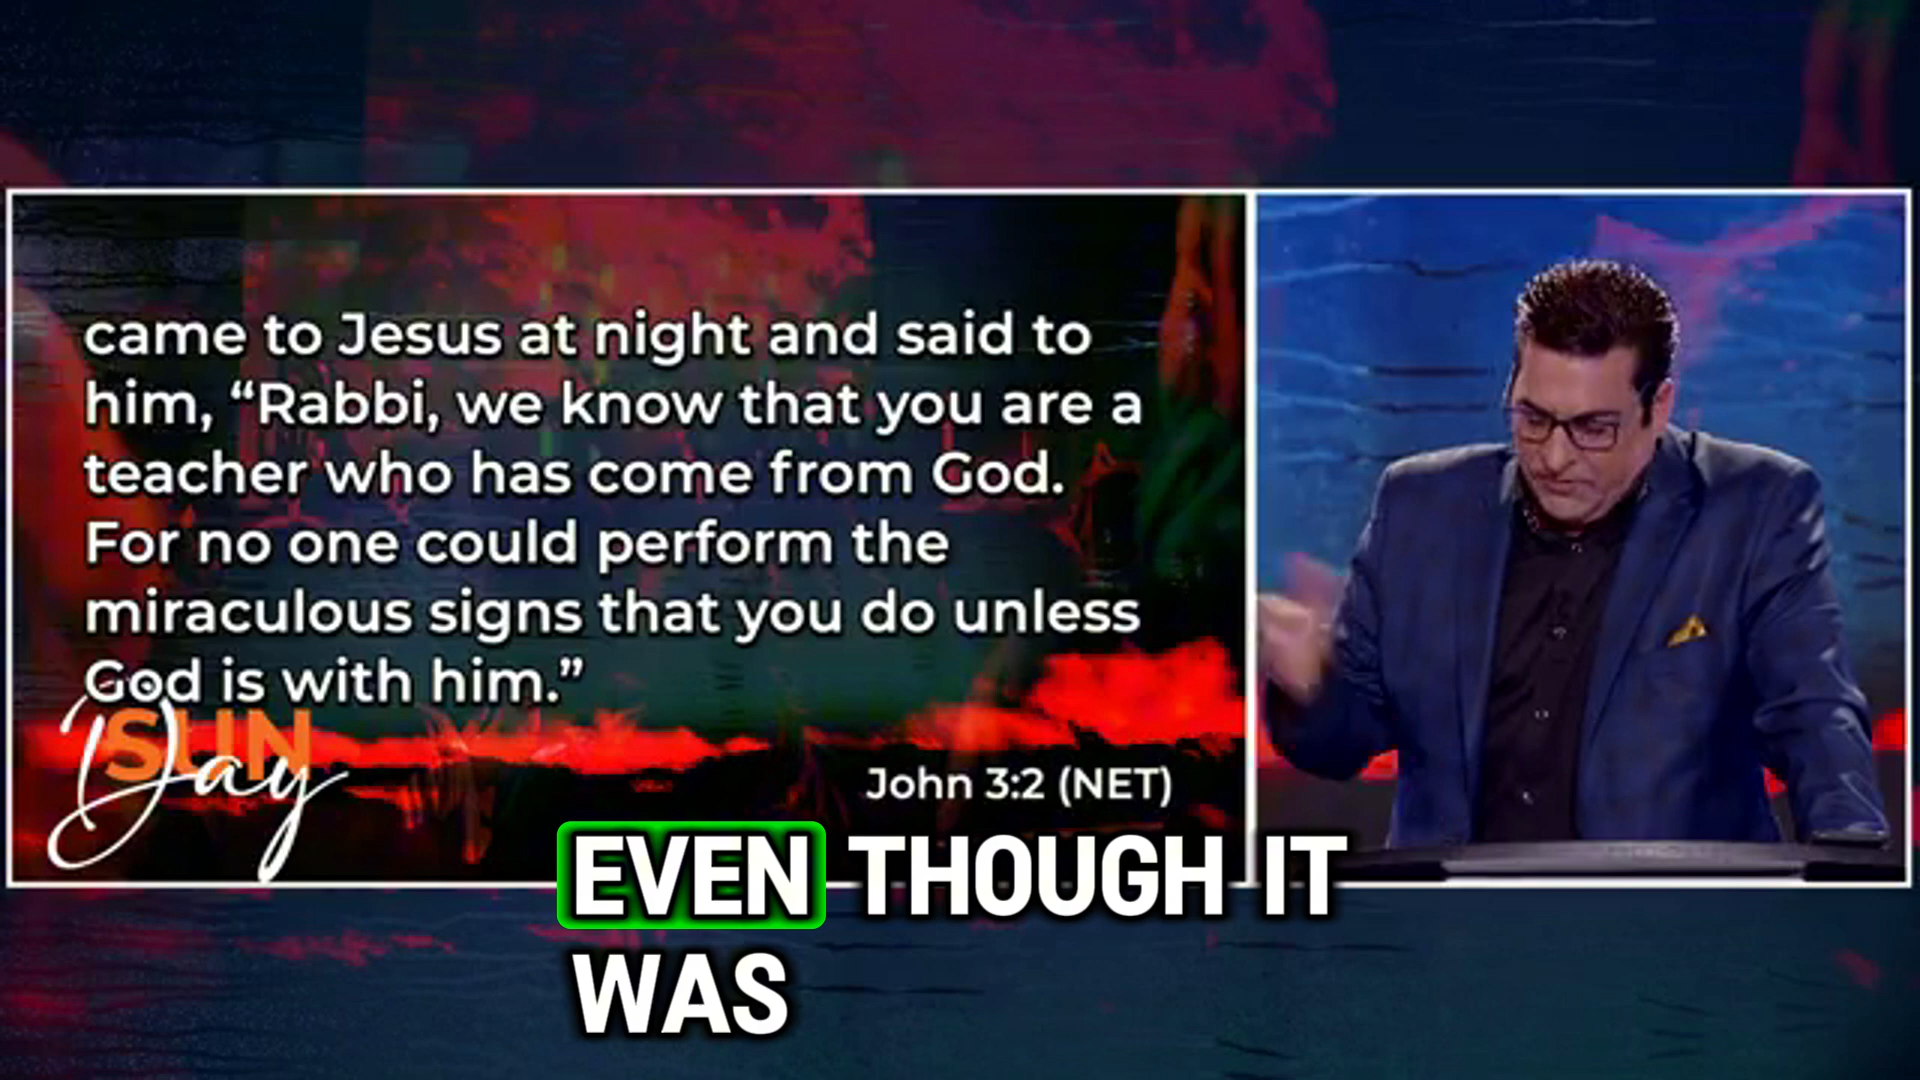 came to Jesus at night and said to
him, “Rabbi, we know that you are a
teacher who has come from God.
For no one could perform the
miraculous signs that you do unless
God is with him.”
SUN
Day
John 3:2 (NET)
EVEN THOUGH IT
WAS